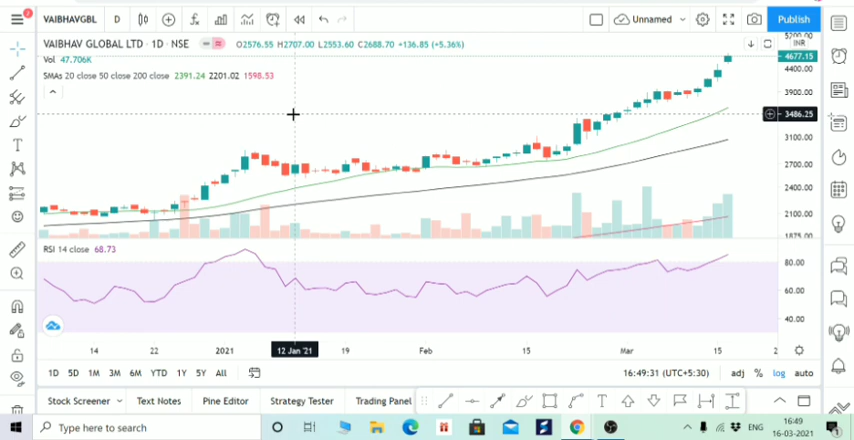 VAIBHAVGBL D Unnamed Publish
VAIBHAV GLOBAL LTD · 1D · NSE O2576.55 H2707.00 L2553.60 C2688.70 +136.85 (+5.36%) INR
Vol 47.706K
SMAs 20 close 50 close 200 close 2391.24 2201.02 1598.53
5200.00
4677.15
4400.00
3900.00
3486.25
3100.00
2700.00
2400.00
2100.00
1875.00
RSI 14 close 68.73
80.00
60.00
40.00
14 22 2021 12 Jan '21 19 Feb 15 Mar 15 2
1D 5D 1M 3M 6M YTD 1Y 5Y All 16:49:31 (UTC+5:30) adj % log auto
Stock Screener Text Notes Pine Editor Strategy Tester Trading Panel
Type here to search ENG 16:49
16-03-2021